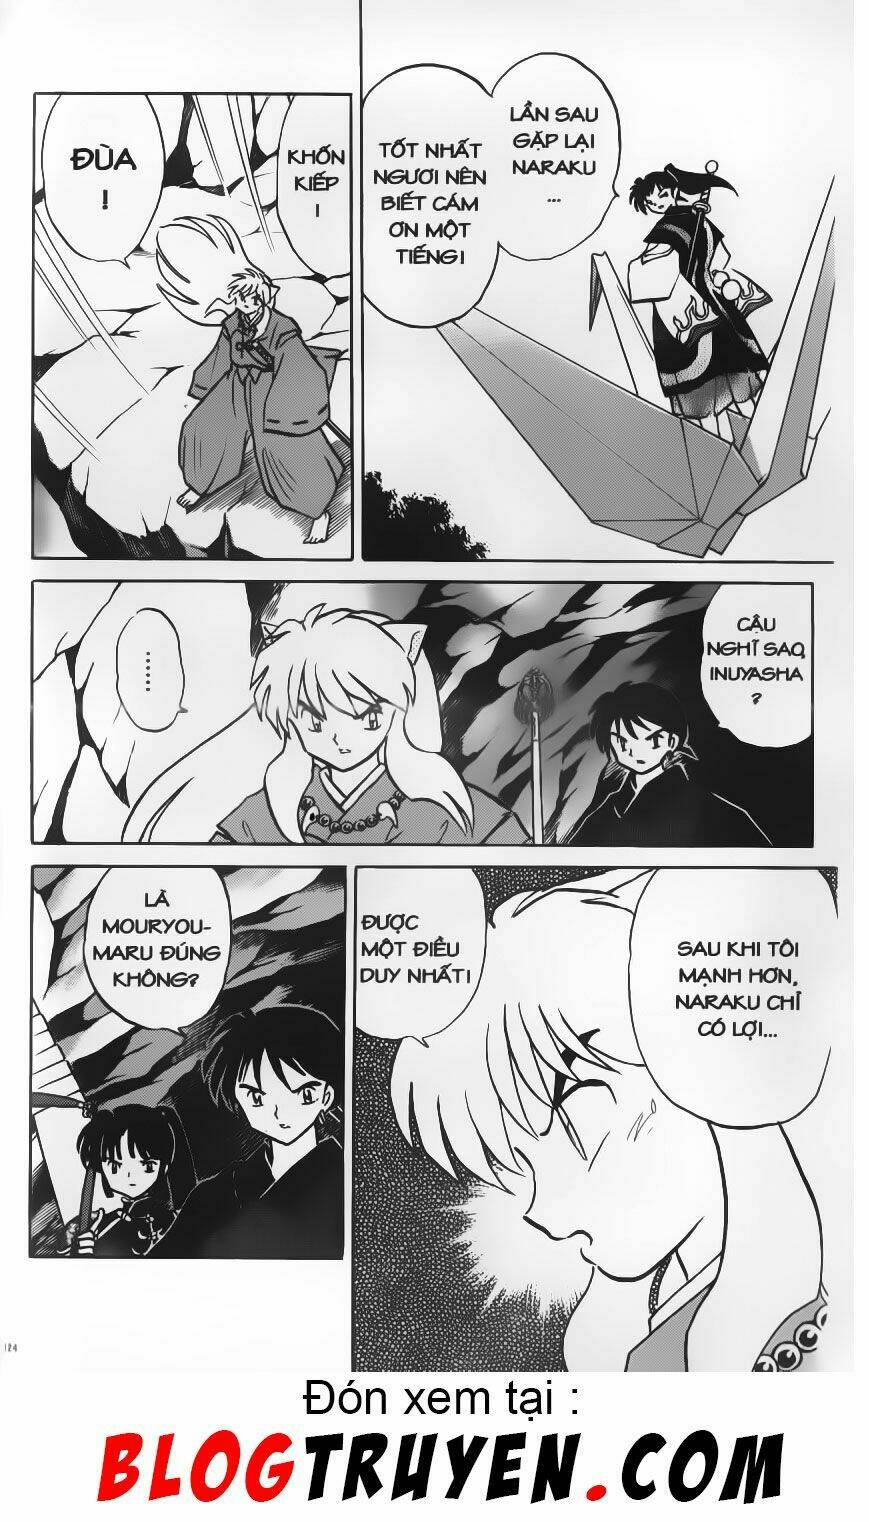 LẦN SAU
GẶP LẠI
NARAKU
...
TỐT NHẤT
NGƯƠI NÊN
BIẾT CÁM
ƠN MỘT
TIẾNG!
KHỐN
KIẾP
!
ĐÙA
!
CẬU
NGHĨ SAO,
INUYASHA
?
........
SAU KHI TÔI
MẠNH HƠN,
NARAKU CHỈ
CÓ LỢI...
ĐƯỢC
MỘT ĐIỀU
DUY NHẤT!
LÀ
MOURYOU-
MARU ĐÚNG
KHÔNG?
124
Đón xem tại :
BLOGTRUYEN.COM